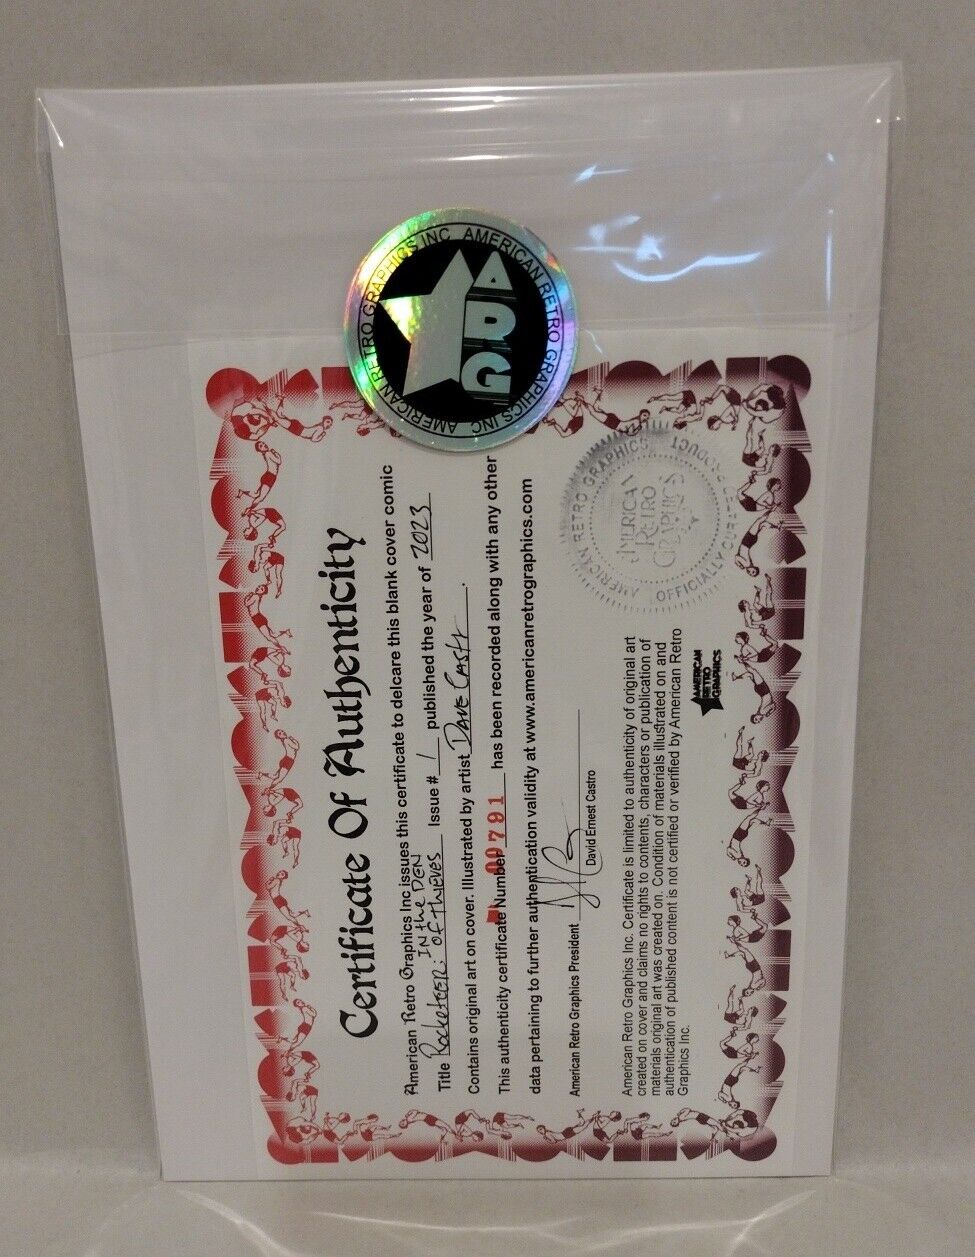 AMERICAN RETRO GRAPHICS INC AMERICAN RETRO GRAPHICS INC
ARG
Certificate Of Authenticity
American Retro Graphics Inc issues this certificate to delcare this blank cover comic
Title Rocketeer: IN the DEN OF thieves Issue # 1 published the year of 2023
Contains original art on cover. Illustrated by artist Dave Castr.
This authenticity certificate Number 09791 has been recorded along with any other
data pertaining to further authentication validity at www.americanretrographics.com
American Retro Graphics President
David Ernest Castro
AMERICAN RETRO GRAPHICS
OFFICIALLY CURATED PRODUCT
AMERICAN
RETRO
GRAPHICS
American Retro Graphics Inc. Certificate is limited to authenticity of original art
created on cover and claims no rights to contents, characters or publication of
materials original art was created on. Condition of materials illustrated on and
authentication of published content is not certified or verified by American Retro
Graphics Inc.
AMERICAN
RETRO
GRAPHICS